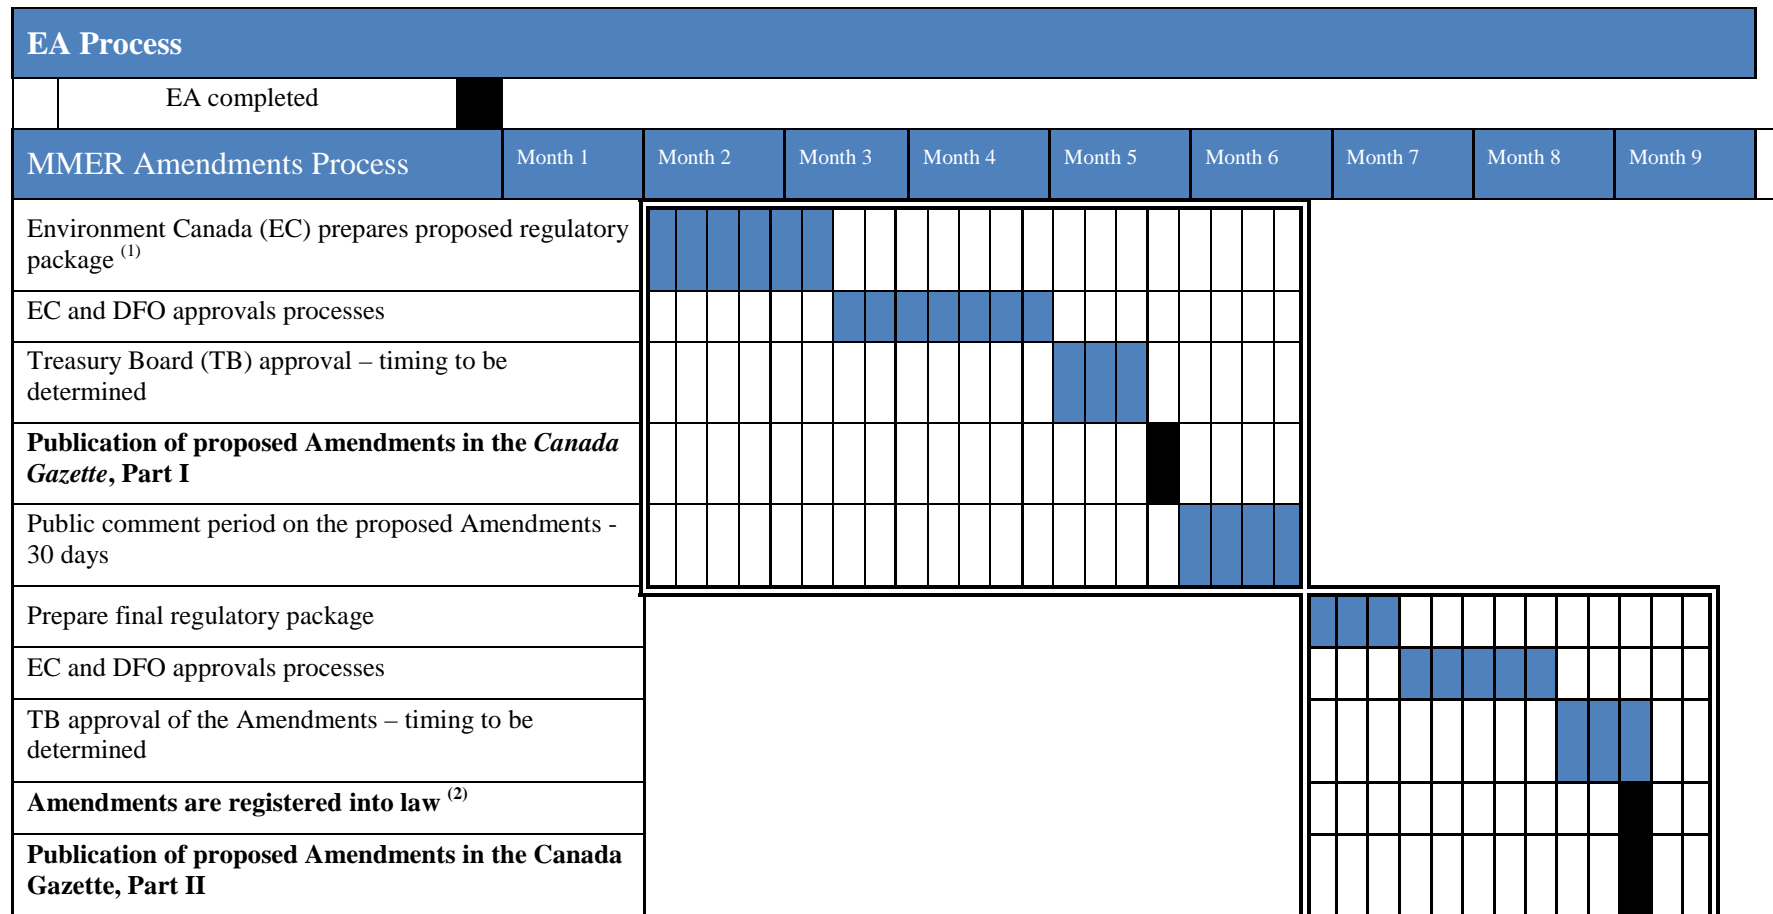 EA Process
EA completed
MMER Amendments Process Month 1 Month 2 Month 3 Month 4 Month 5 Month 6 Month 7 Month 8 Month 9
Environment Canada (EC) prepares proposed regulatory
package (1)
EC and DFO approvals processes
Treasury Board (TB) approval – timing to be
determined
Publication of proposed Amendments in the Canada
Gazette, Part I
Public comment period on the proposed Amendments -
30 days
Prepare final regulatory package
EC and DFO approvals processes
TB approval of the Amendments – timing to be
determined
Amendments are registered into law (2)
Publication of proposed Amendments in the Canada
Gazette, Part II